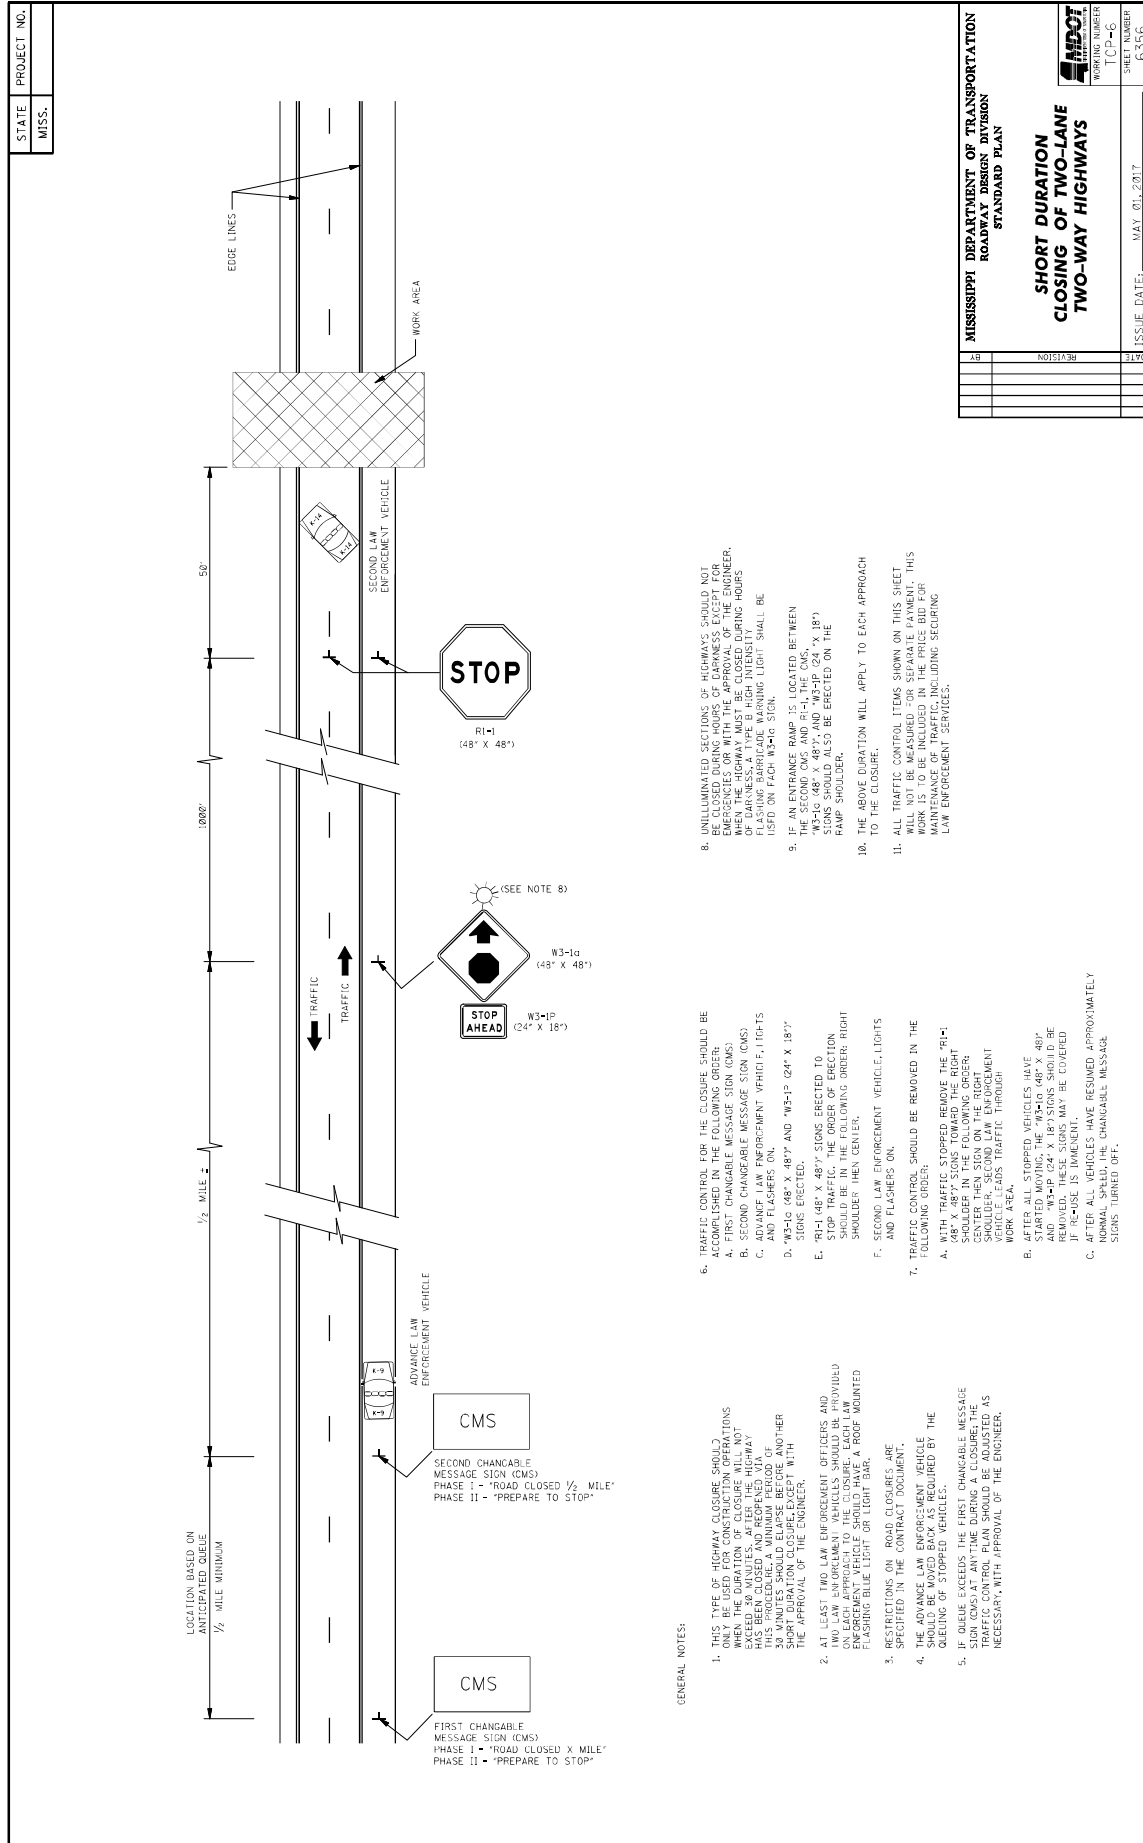 STATE PROJECT NO.
MISS.
LOCATION BASED ON
ANTICIPATED QUEUE
1/2 MILE MINIMUM
1/2 MILE ±
1000'
50'
EDGE LINES
WORK AREA
SECOND LAW
ENFORCEMENT VEHICLE
K-14
K-14
STOP
R1-1
(48" X 48")
TRAFFIC
TRAFFIC
(SEE NOTE 8)
W3-1a
(48" X 48")
STOP
AHEAD
W3-1P
(24" X 18")
ADVANCE LAW
ENFORCEMENT VEHICLE
K-9
K-9
CMS
SECOND CHANGABLE
MESSAGE SIGN (CMS)
PHASE I - "ROAD CLOSED 1/2 MILE"
PHASE II - "PREPARE TO STOP"
CMS
FIRST CHANGABLE
MESSAGE SIGN (CMS)
PHASE I - "ROAD CLOSED X MILE"
PHASE II - "PREPARE TO STOP"
GENERAL NOTES:
1. THIS TYPE OF HIGHWAY CLOSURE SHOULD
ONLY BE USED FOR CONSTRUCTION OPERATIONS
WHEN THE DURATION OF CLOSURE WILL NOT
EXCEED 30 MINUTES. AFTER THE HIGHWAY
HAS BEEN CLOSED AND REOPENED VIA
THIS PROCEDURE, A MINIMUM PERIOD OF
30 MINUTES SHOULD ELAPSE BEFORE ANOTHER
SHORT DURATION CLOSURE, EXCEPT WITH
THE APPROVAL OF THE ENGINEER.
2. AT LEAST TWO LAW ENFORCEMENT OFFICERS AND
TWO LAW ENFORCEMENT VEHICLES SHOULD BE PROVIDED
ON EACH APPROACH TO THE CLOSURE. EACH LAW
ENFORCEMENT VEHICLE SHOULD HAVE A ROOF MOUNTED
FLASHING BLUE LIGHT OR LIGHT BAR.
3. RESTRICTIONS ON ROAD CLOSURES ARE
SPECIFIED IN THE CONTRACT DOCUMENT.
4. THE ADVANCE LAW ENFORCEMENT VEHICLE
SHOULD BE MOVED BACK AS REQUIRED BY THE
QUEUING OF STOPPED VEHICLES.
5. IF QUEUE EXCEEDS THE FIRST CHANGABLE MESSAGE
SIGN (CMS) AT ANYTIME DURING A CLOSURE, THE
TRAFFIC CONTROL PLAN SHOULD BE ADJUSTED AS
NECESSARY, WITH APPROVAL OF THE ENGINEER.
6. TRAFFIC CONTROL FOR THE CLOSURE SHOULD BE
ACCOMPLISHED IN THE FOLLOWING ORDER:
A. FIRST CHANGABLE MESSAGE SIGN (CMS)
B. SECOND CHANGEABLE MESSAGE SIGN (CMS)
C. ADVANCE LAW ENFORCEMENT VEHICLE, LIGHTS
AND FLASHERS ON.
D. "W3-1a (48" X 48")" AND "W3-1P (24" X 18")"
SIGNS ERECTED.
E. "R1-1 (48" X 48")" SIGNS ERECTED TO
STOP TRAFFIC. THE ORDER OF ERECTION
SHOULD BE IN THE FOLLOWING ORDER: RIGHT
SHOULDER THEN CENTER.
F. SECOND LAW ENFORCEMENT VEHICLE, LIGHTS
AND FLASHERS ON.
7. TRAFFIC CONTROL SHOULD BE REMOVED IN THE
FOLLOWING ORDER:
A. WITH TRAFFIC STOPPED REMOVE THE "R1-1
(48" X 48")" SIGNS TOWARD THE RIGHT
SHOULDER IN THE FOLLOWING ORDER:
CENTER THEN SIGN ON THE RIGHT
SHOULDER. SECOND LAW ENFORCEMENT
VEHICLE LEADS TRAFFIC THROUGH
WORK AREA.
B. AFTER ALL STOPPED VEHICLES HAVE
STARTED MOVING, THE "W3-1a (48" X 48)"
AND "W3-1P (24" X 18") SIGNS SHOULD BE
REMOVED. THESE SIGNS MAY BE COVERED
IF RE-USE IS IMMENENT.
C. AFTER ALL VEHICLES HAVE RESUMED APPROXIMATELY
NORMAL SPEED, THE CHANGABLE MESSAGE
SIGNS TURNED OFF.
8. UNILLUMINATED SECTIONS OF HIGHWAYS SHOULD NOT
BE CLOSED DURING HOURS OF DARKNESS EXCEPT FOR
EMERGENCIES OR WITH THE APPROVAL OF THE ENGINEER.
WHEN THE HIGHWAY MUST BE CLOSED DURING HOURS
OF DARKNESS, A TYPE B HIGH INTENSITY
FLASHING BARRICADE WARNING LIGHT SHALL BE
USED ON EACH W3-1a SIGN.
9. IF AN ENTRANCE RAMP IS LOCATED BETWEEN
THE SECOND CMS AND R1-1, THE CMS,
"W3-1a (48" X 48")", AND "W3-1P (24 "X 18")
SIGNS SHOULD ALSO BE ERECTED ON THE
RAMP SHOULDER.
10. THE ABOVE DURATION WILL APPLY TO EACH APPROACH
TO THE CLOSURE.
11. ALL TRAFFIC CONTROL ITEMS SHOWN ON THIS SHEET
WILL NOT BE MEASURED FOR SEPARATE PAYMENT. THIS
WORK IS TO BE INCLUDED IN THE PRICE BID FOR
MAINTENANCE OF TRAFFIC, INCLUDING SECURING
LAW ENFORCEMENT SERVICES.
MISSISSIPPI DEPARTMENT OF TRANSPORTATION
ROADWAY DESIGN DIVISION
STANDARD PLAN
SHORT DURATION
CLOSING OF TWO-LANE
TWO-WAY HIGHWAYS
MDOT
WORKING NUMBER
TCP-6
SHEET NUMBER
6356
ISSUE DATE: MAY 01, 2017
BY
REVISION
DATE